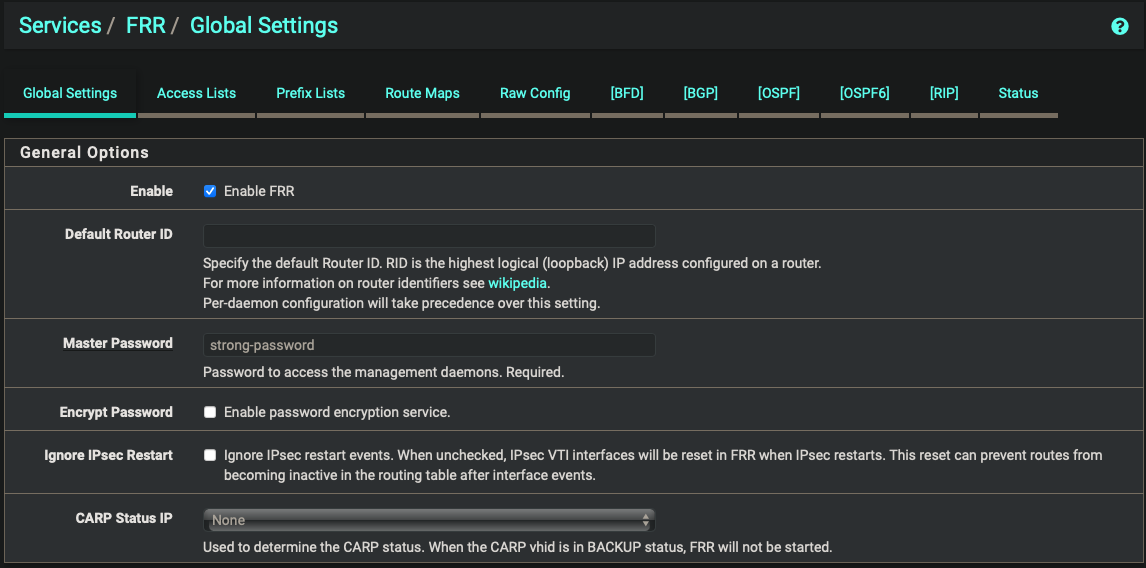 Services / FRR / Global Settings
Global Settings Access Lists Prefix Lists Route Maps Raw Config [BFD] [BGP] [OSPF] [OSPF6] [RIP] Status
General Options
Enable Enable FRR
Default Router ID
Specify the default Router ID. RID is the highest logical (loopback) IP address configured on a router.
For more information on router identifiers see wikipedia.
Per-daemon configuration will take precedence over this setting.
Master Password strong-password
Password to access the management daemons. Required.
Encrypt Password Enable password encryption service.
Ignore IPsec Restart Ignore IPsec restart events. When unchecked, IPsec VTI interfaces will be reset in FRR when IPsec restarts. This reset can prevent routes from
becoming inactive in the routing table after interface events.
CARP Status IP None
Used to determine the CARP status. When the CARP vhid is in BACKUP status, FRR will not be started.